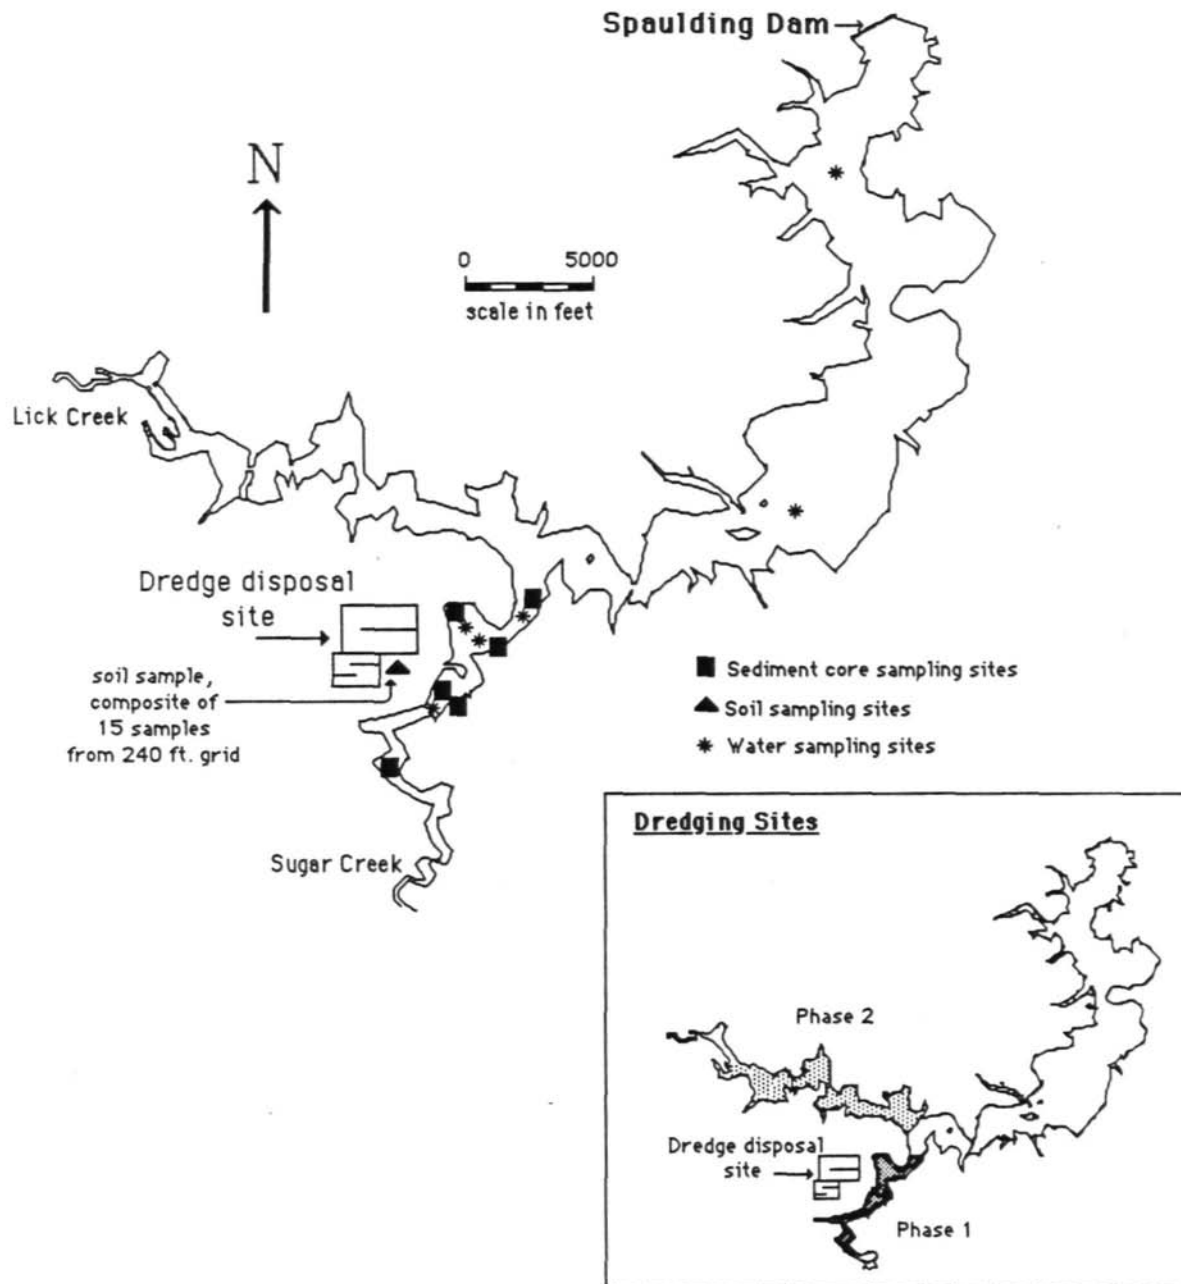 Spaulding Dam
N
0 5000
scale in feet
Lick Creek
Dredge disposal
site
soil sample,
composite of
15 samples
from 240 ft. grid
Sediment core sampling sites
Soil sampling sites
Water sampling sites
Sugar Creek
Dredging Sites
Phase 2
Dredge disposal
site
Phase 1